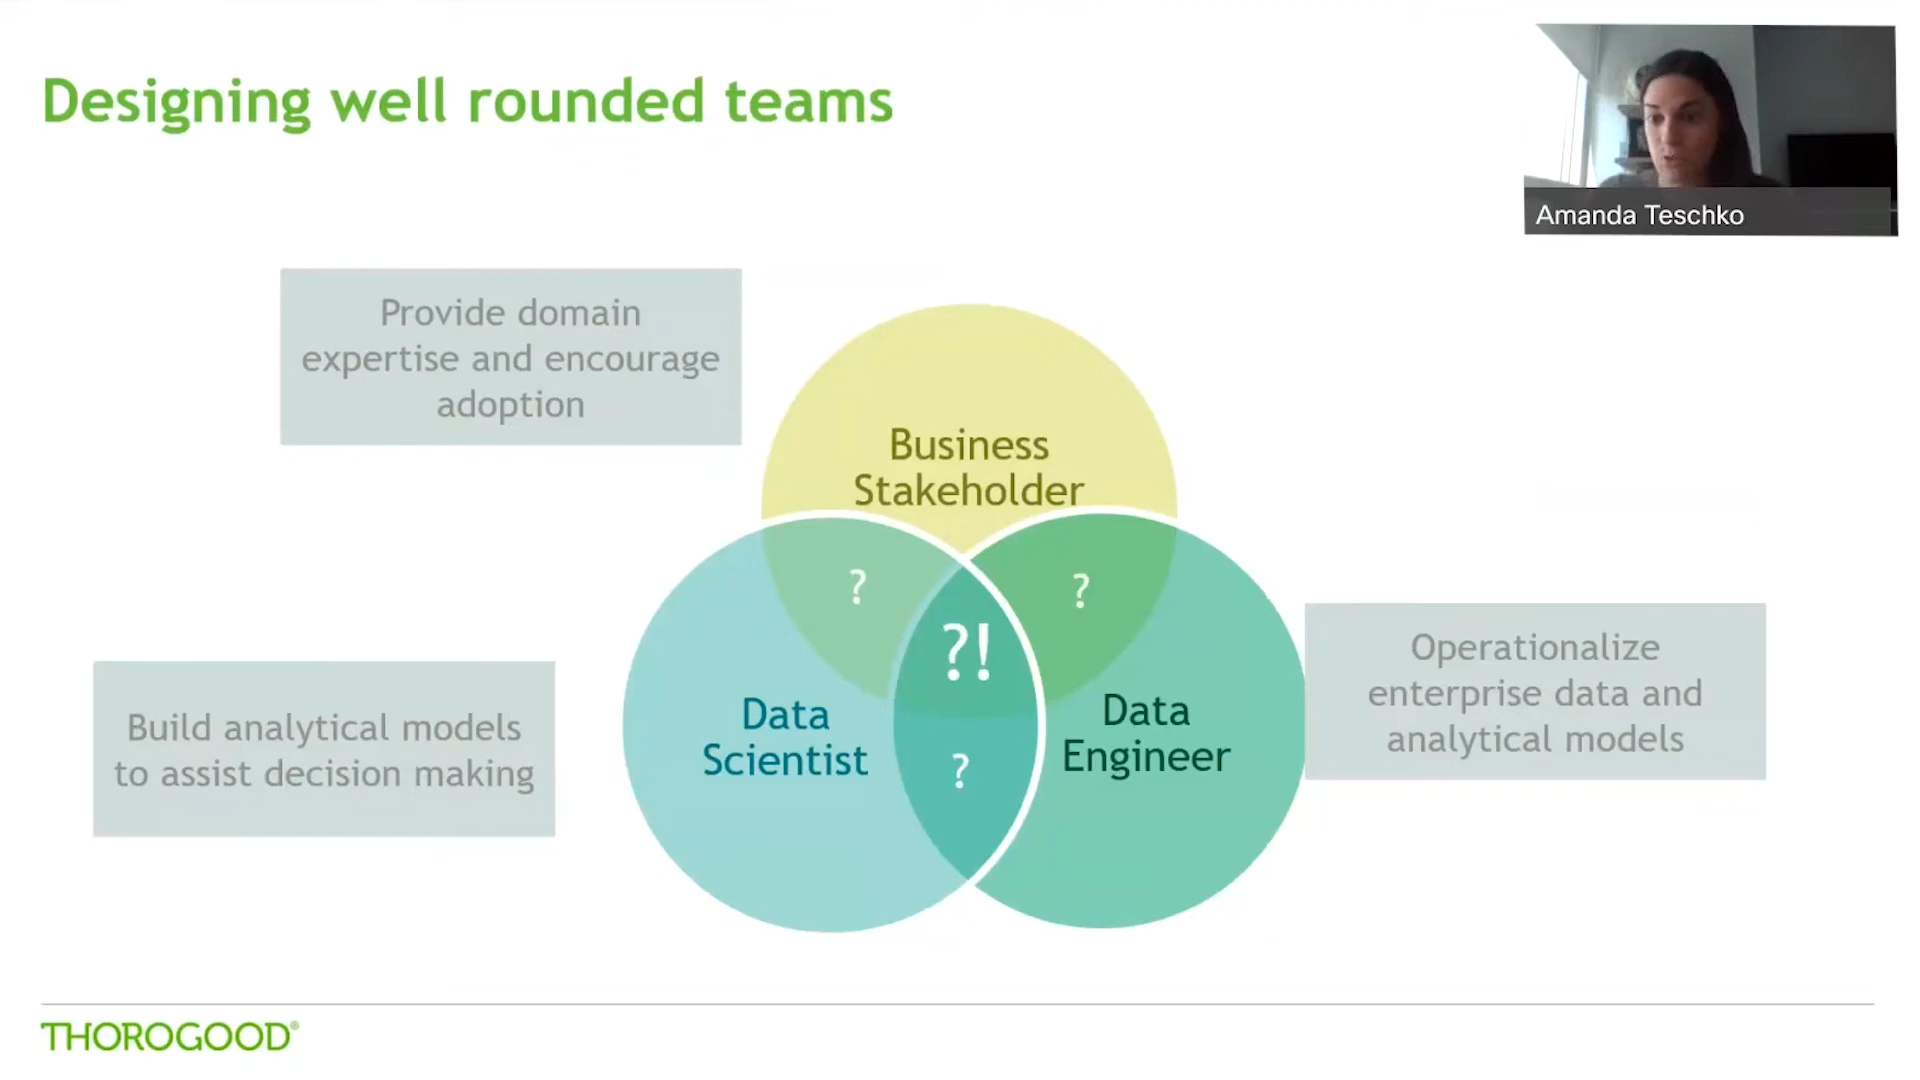 Designing well rounded teams
Amanda Teschko
Provide domain
expertise and encourage
adoption
Business
Stakeholder
?
?
?!
Build analytical models
to assist decision making
Data
Scientist
?
Data
Engineer
Operationalize
enterprise data and
analytical models
THOROGOOD®